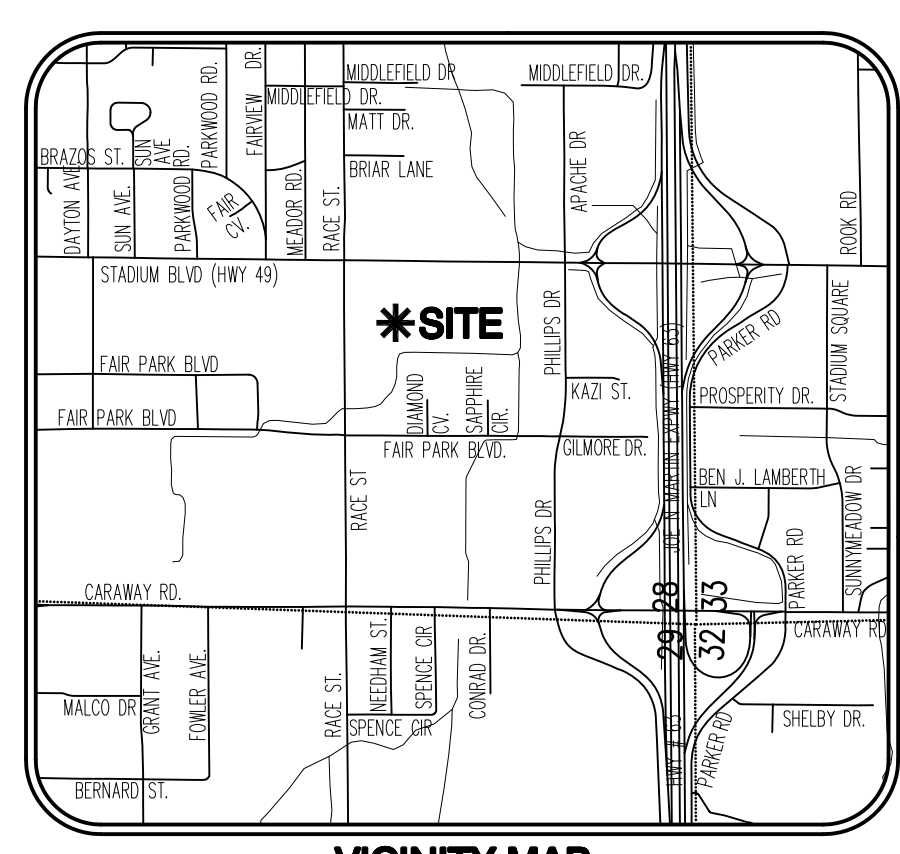 MIDDLEFIELD DR
MIDDLEFIELD DR.
MIDDLEFIELD DR.
MATT DR.
BRIAR LANE
BRAZOS ST.
SUN AVE
PARKWOOD RD.
FAIRVIEW DR.
DAYTON AVE
SUN AVE.
PARKWOOD RD.
FAIR CV.
MEADOR RD.
RACE ST.
APACHE DR
ROOK RD
STADIUM BLVD (HWY 49)
SITE
PHILLIPS DR
JOE N MARTIN EXPWY (HWY 63)
PARKER RD
STADIUM SQUARE
FAIR PARK BLVD
DIAMOND CV.
SAPPHIRE CIR.
KAZI ST.
PROSPERITY DR.
FAIR PARK BLVD
FAIR PARK BLVD.
GILMORE DR.
BEN J. LAMBERTH
LN
RACE ST
PHILLIPS DR
PARKER RD
SUNNYMEADOW DR
CARAWAY RD.
28
33
29
32
CARAWAY RD
GRANT AVE.
FOWLER AVE.
RACE ST.
NEEDHAM ST.
SPENCE CIR
CONRAD DR.
MALCO DR
SPENCE CIR
HWY # 63
PARKER RD
SHELBY DR.
BERNARD ST.
VICINITY MAP